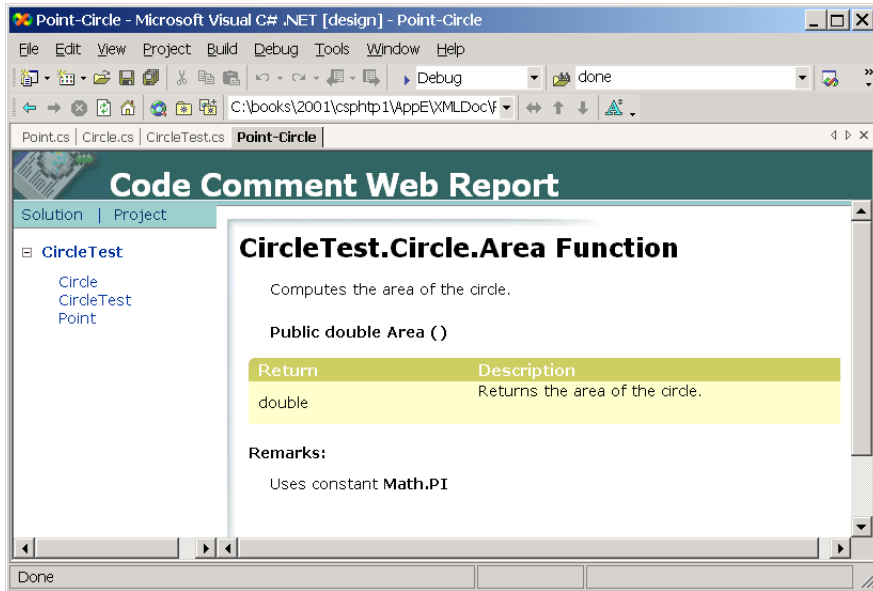 Point-Circle - Microsoft Visual C# .NET [design] - Point-Circle
File Edit View Project Build Debug Tools Window Help
Debug done
C:\books\2001\csphtp1\AppE\XMLDoc\
Point.cs Circle.cs CircleTest.cs Point-Circle
Code Comment Web Report
Solution | Project
CircleTest
Circle
CircleTest
Point
CircleTest.Circle.Area Function
Computes the area of the circle.
Public double Area ()
Return Description
double Returns the area of the circle.
Remarks:
Uses constant Math.PI
Done